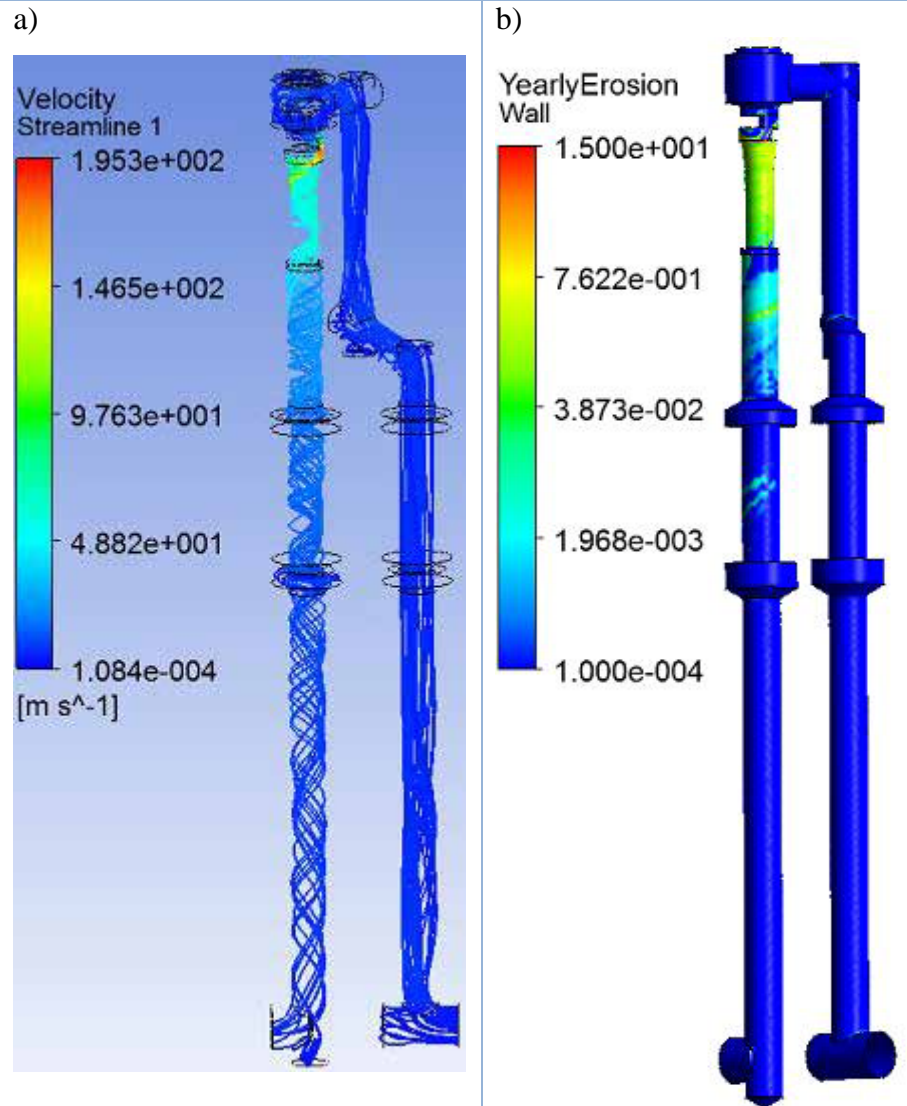 a)
Velocity
Streamline 1
1.953e+002
1.465e+002
9.763e+001
4.882e+001
1.084e-004
[m s^-1]
b)
YearlyErosion
Wall
1.500e+001
7.622e-001
3.873e-002
1.968e-003
1.000e-004